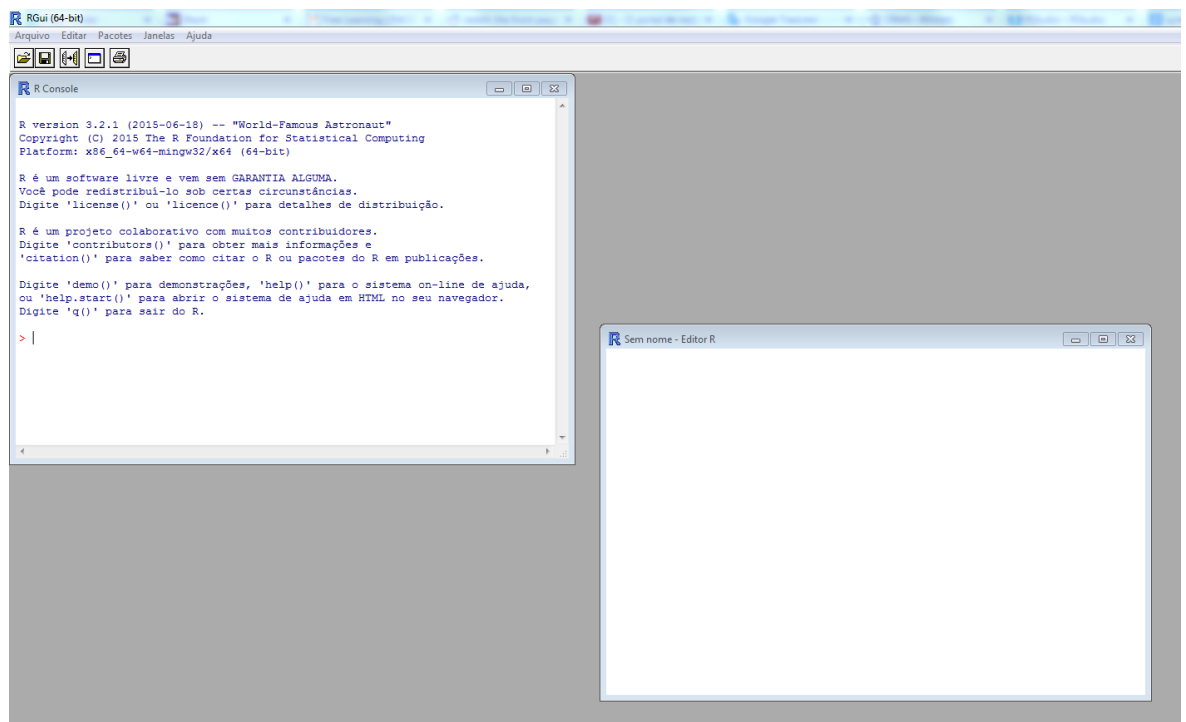 RGui (64-bit)
Arquivo Editar Pacotes Janelas Ajuda
R Console
R version 3.2.1 (2015-06-18) -- "World-Famous Astronaut"
Copyright (C) 2015 The R Foundation for Statistical Computing
Platform: x86_64-w64-mingw32/x64 (64-bit)
R é um software livre e vem sem GARANTIA ALGUMA.
Você pode redistribuí-lo sob certas circunstâncias.
Digite 'license()' ou 'licence()' para detalhes de distribuição.
R é um projeto colaborativo com muitos contribuidores.
Digite 'contributors()' para obter mais informações e
'citation()' para saber como citar o R ou pacotes do R em publicações.
Digite 'demo()' para demonstrações, 'help()' para o sistema on-line de ajuda,
ou 'help.start()' para abrir o sistema de ajuda em HTML no seu navegador.
Digite 'q()' para sair do R.
>
Sem nome - Editor R